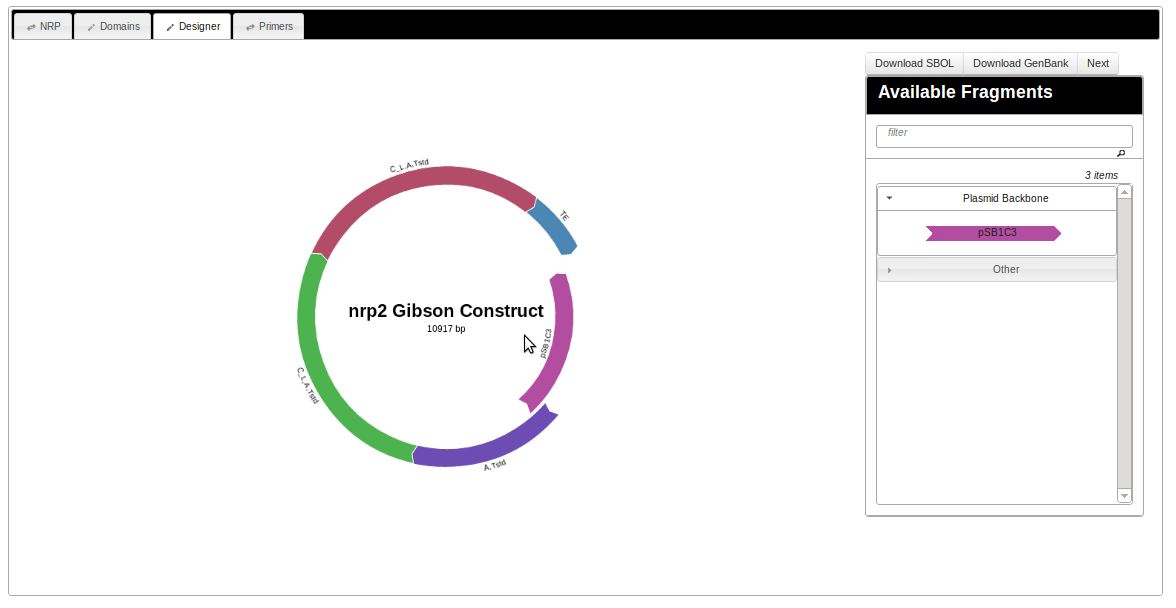 NRP Domains Designer Primers
Download SBOL Download GenBank Next
Available Fragments
filter
3 items
Plasmid Backbone
pSB1C3
Other
C_L,A,Tstd
TE
nrp2 Gibson Construct
10917 bp
pSB1C3
C_L,A,Tstd
A,Tstd